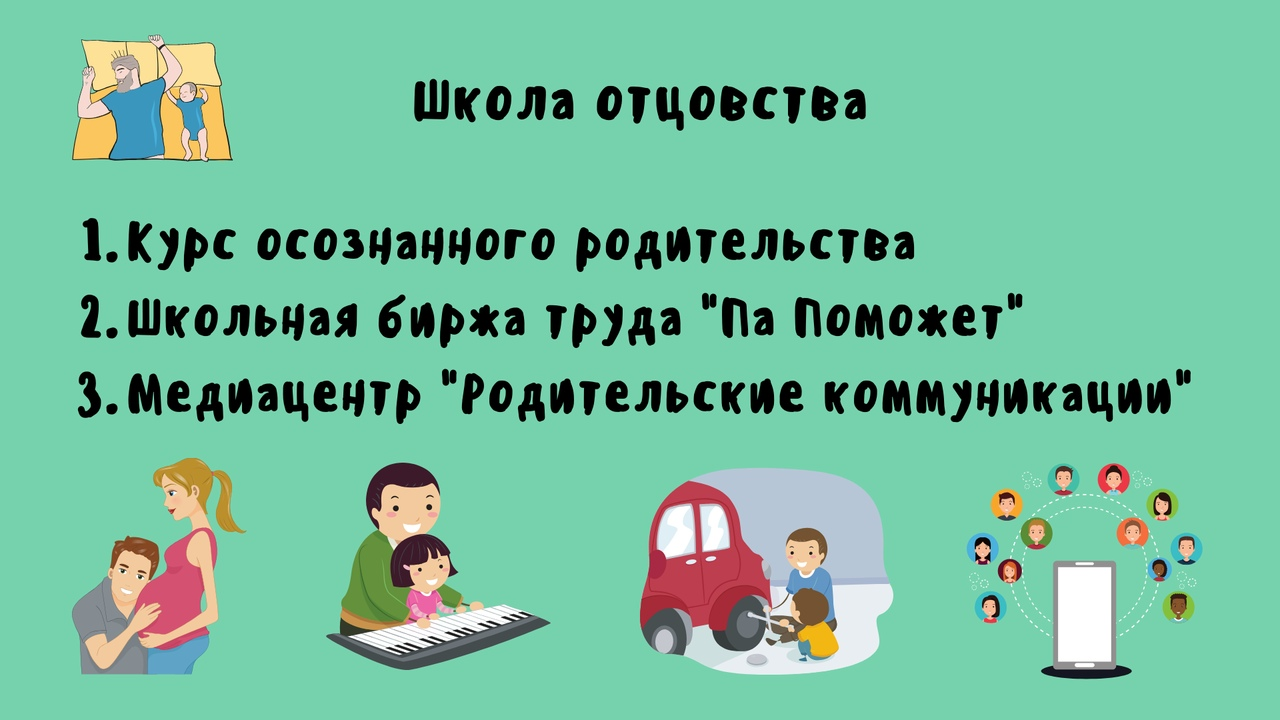 Школа отцовства
1. Курс осознанного родительства
2. Школьная биржа труда "Па Поможет"
3. Медиацентр "Родительские коммуникации"